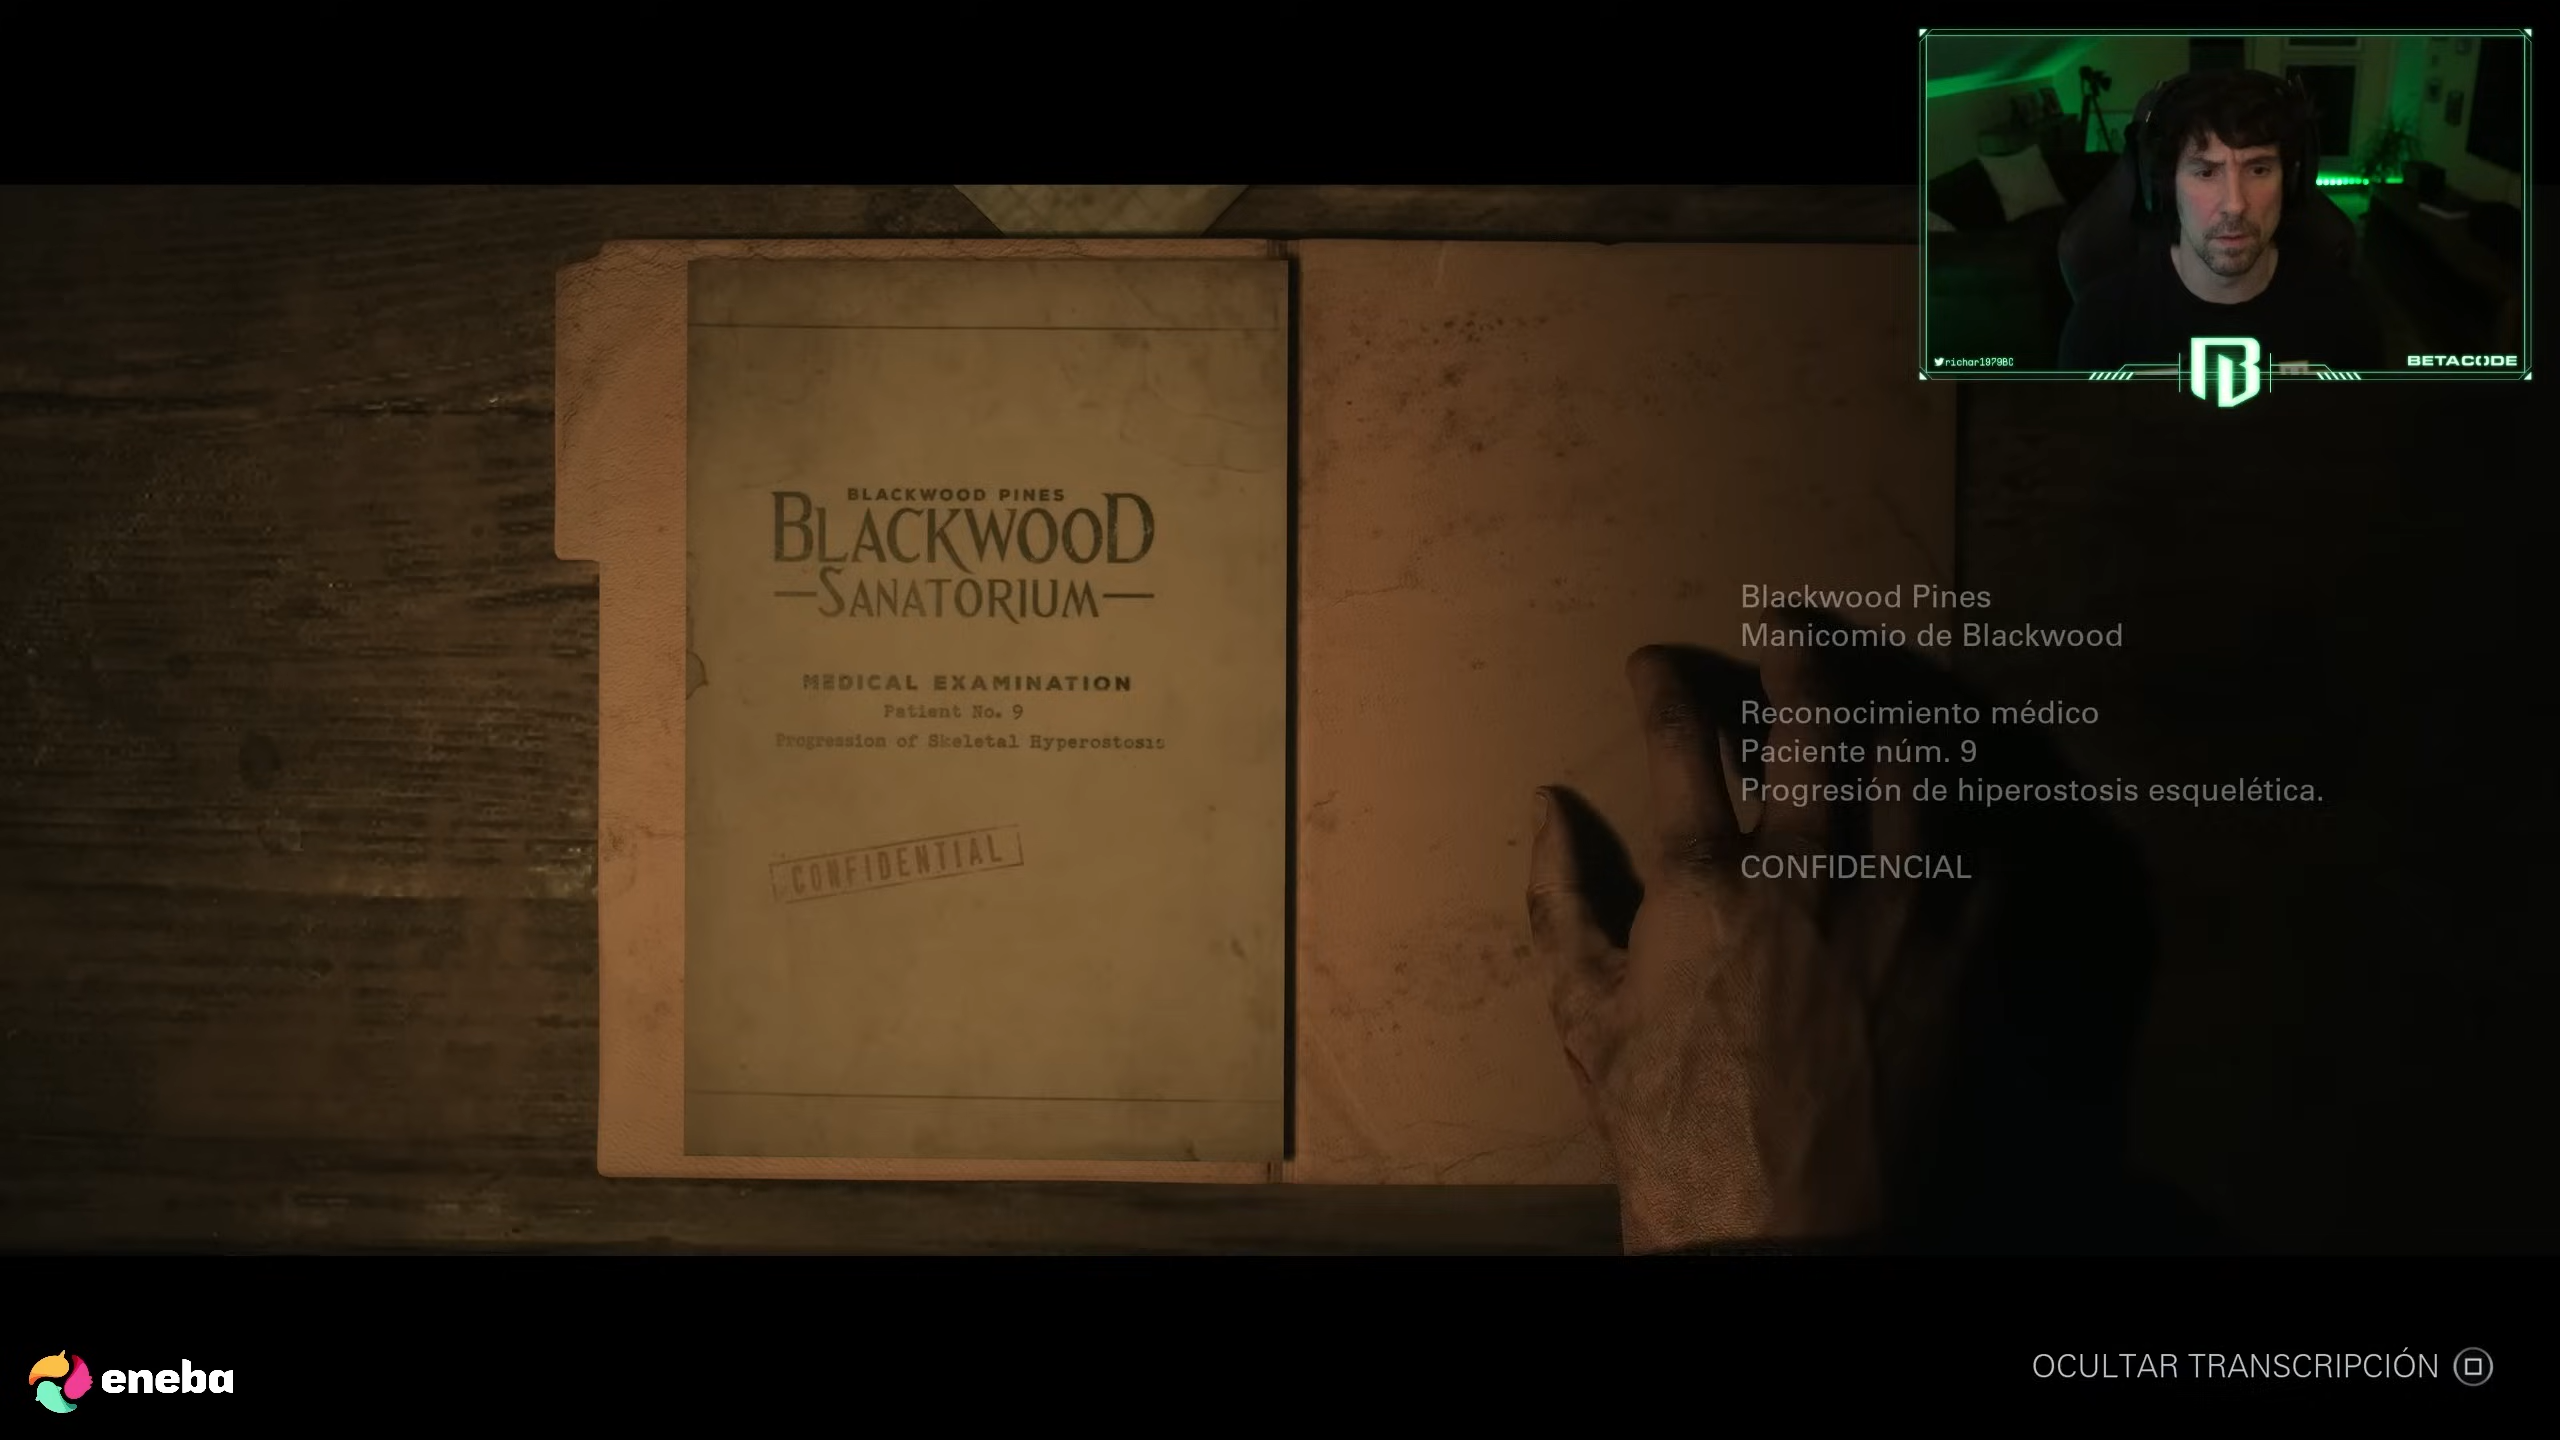 BLACKWOOD PINES
BLACKWOOD
SANATORIUM
MEDICAL EXAMINATION
Patient No. 9
Progression of Skeletal Hyperostosis
CONFIDENTIAL
Blackwood Pines
Manicomio de Blackwood
Reconocimiento médico
Paciente núm. 9
Progresión de hiperostosis esquelética.
CONFIDENCIAL
richar1979BC
BETACODE
eneba
OCULTAR TRANSCRIPCIÓN